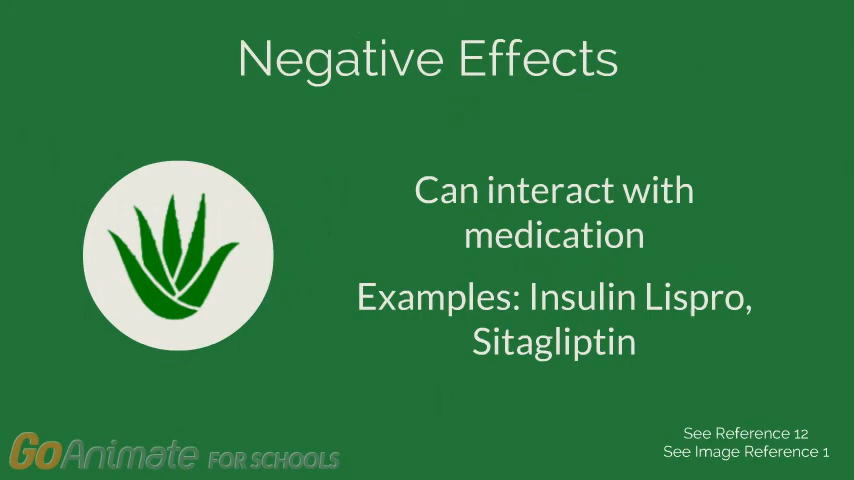 Negative Effects
Can interact with
medication
Examples: Insulin Lispro,
Sitagliptin
See Reference 12
See Image Reference 1
GoAnimate FOR SCHOOLS